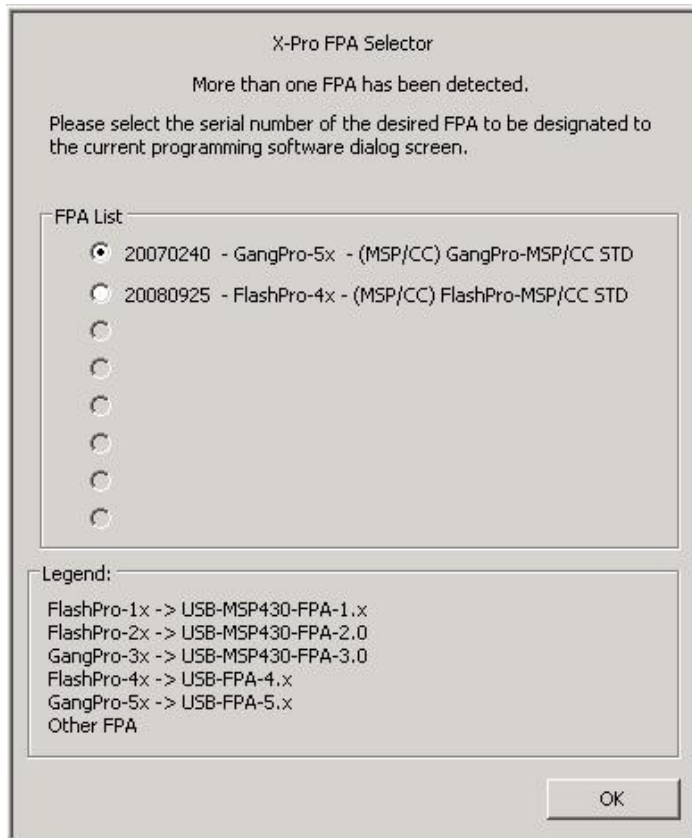 X-Pro FPA Selector
More than one FPA has been detected.
Please select the serial number of the desired FPA to be designated to
the current programming software dialog screen.
FPA List
20070240 - GangPro-5x - (MSP/CC) GangPro-MSP/CC STD
20080925 - FlashPro-4x - (MSP/CC) FlashPro-MSP/CC STD
Legend:
FlashPro-1x -> USB-MSP430-FPA-1.x
FlashPro-2x -> USB-MSP430-FPA-2.0
GangPro-3x -> USB-MSP430-FPA-3.0
FlashPro-4x -> USB-FPA-4.x
GangPro-5x -> USB-FPA-5.x
Other FPA
OK